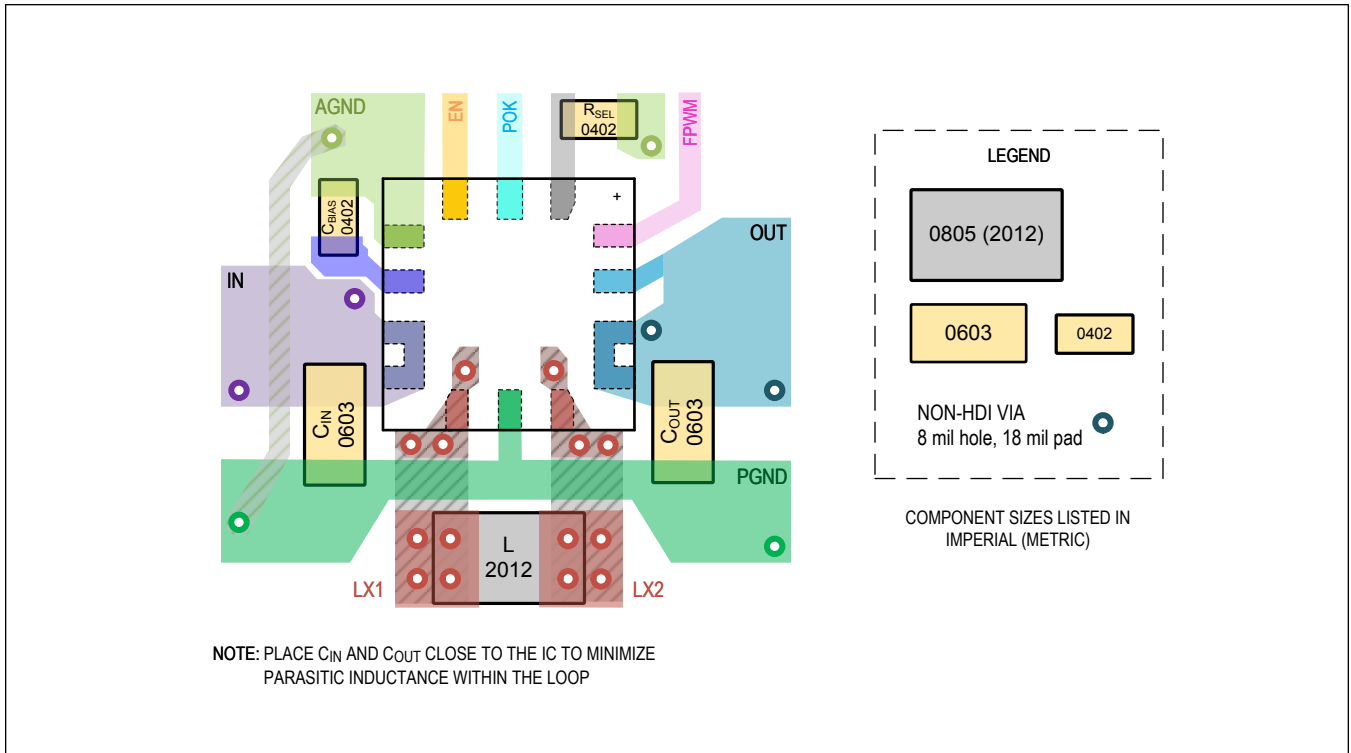 AGND
EN
POK
RSEL
0402
FPWM
CBIAS
0402
+
OUT
IN
CIN
0603
COUT
0603
PGND
L
2012
LX1
LX2
NOTE: PLACE CIN AND COUT CLOSE TO THE IC TO MINIMIZE
PARASITIC INDUCTANCE WITHIN THE LOOP
LEGEND
0805 (2012)
0603
0402
NON-HDI VIA
8 mil hole, 18 mil pad
COMPONENT SIZES LISTED IN
IMPERIAL (METRIC)